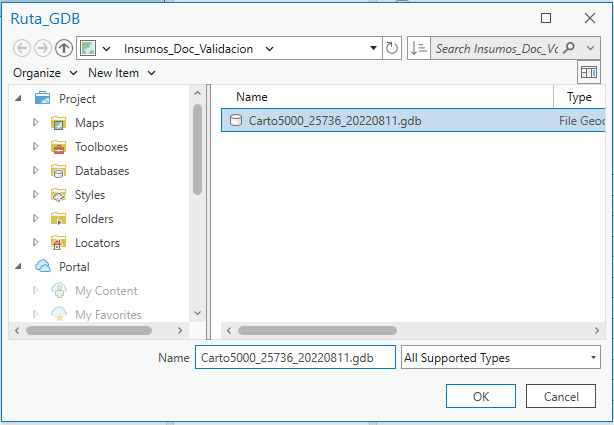 Ruta_GDB
Insumos_Doc_Validacion
Search Insumos_Doc_Va
Organize
New Item
Project
Maps
Toolboxes
Databases
Styles
Folders
Locators
Portal
My Content
My Favorites
Name
Type
Carto5000_25736_20220811.gdb
File Geod
Name
Carto5000_25736_20220811.gdb
All Supported Types
OK
Cancel